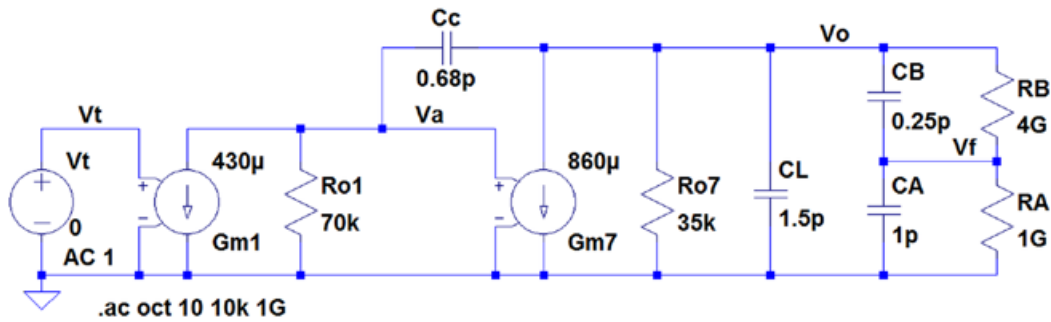 Cc
0.68p
Vo
CB
0.25p
RB
4G
Vt
Vt
0
AC 1
430µ
Gm1
Ro1
70k
Va
860µ
Gm7
Ro7
35k
CL
1.5p
Vf
CA
1p
RA
1G
.ac oct 10 10k 1G